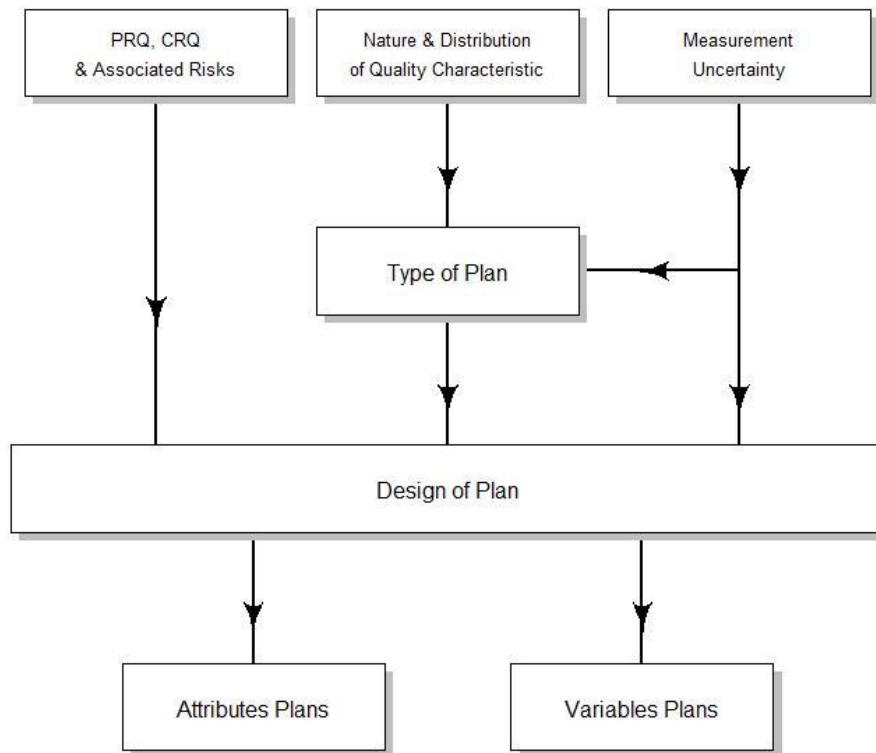 PRQ, CRQ
& Associated Risks
Nature & Distribution
of Quality Characteristic
Measurement
Uncertainty
Type of Plan
Design of Plan
Attributes Plans
Variables Plans